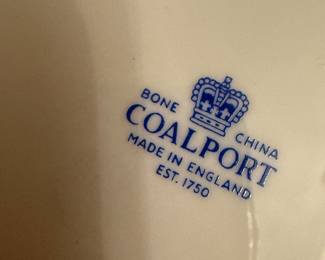 BONE CHINA
COALPORT
MADE IN ENGLAND
EST. 1750